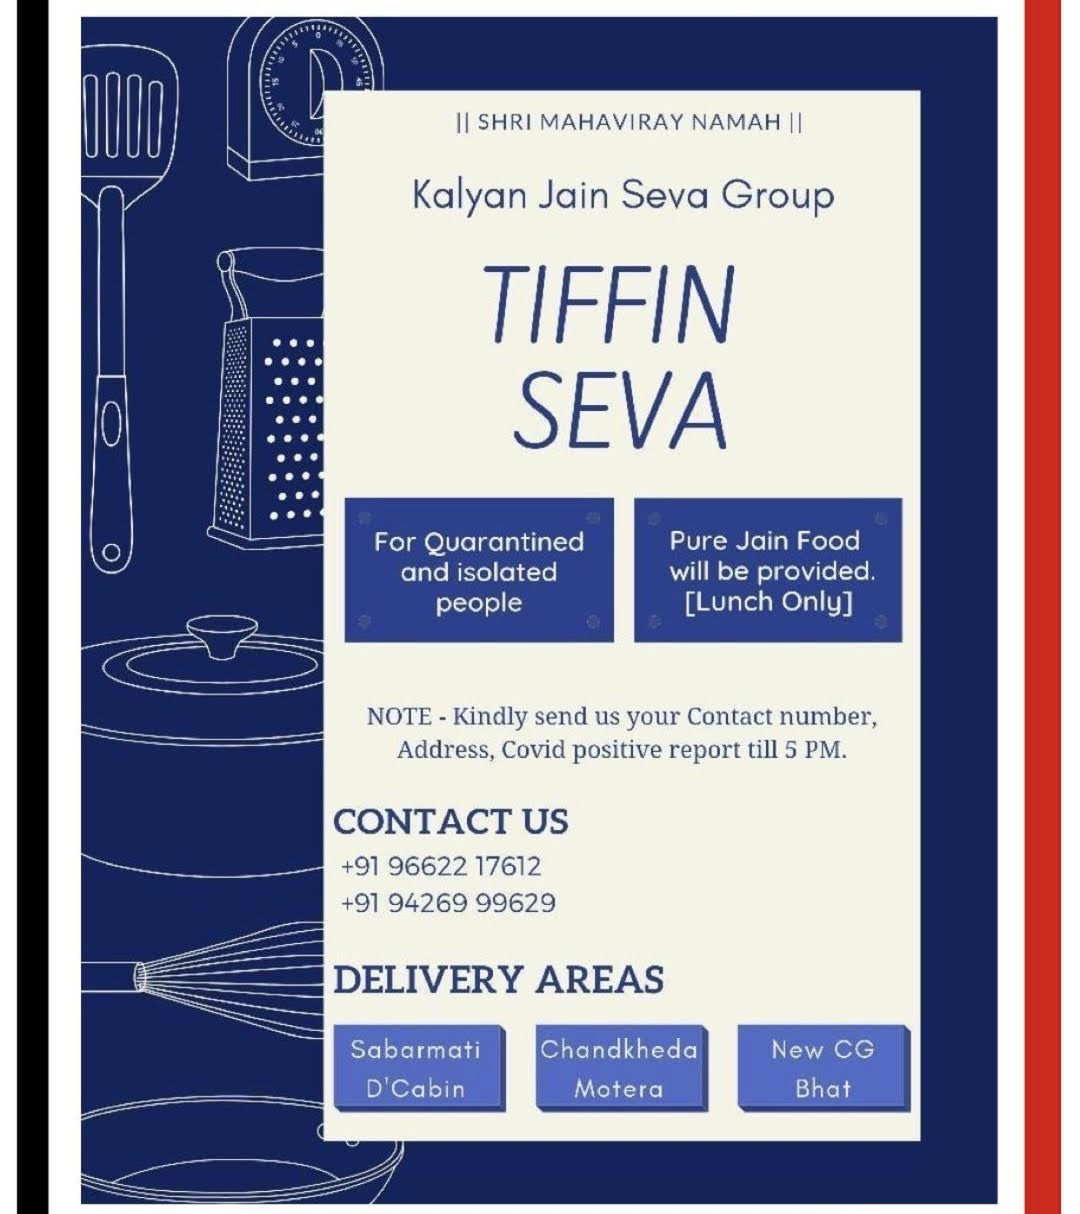 || SHRI MAHAVIRAY NAMAH ||
Kalyan Jain Seva Group
TIFFIN
SEVA
For Quarantined
and isolated
people
Pure Jain Food
will be provided.
[Lunch Only]
NOTE - Kindly send us your Contact number,
Address, Covid positive report till 5 PM.
CONTACT US
+91 96622 17612
+91 94269 99629
DELIVERY AREAS
Sabarmati
D'Cabin
Chandkheda
Motera
New CG
Bhat